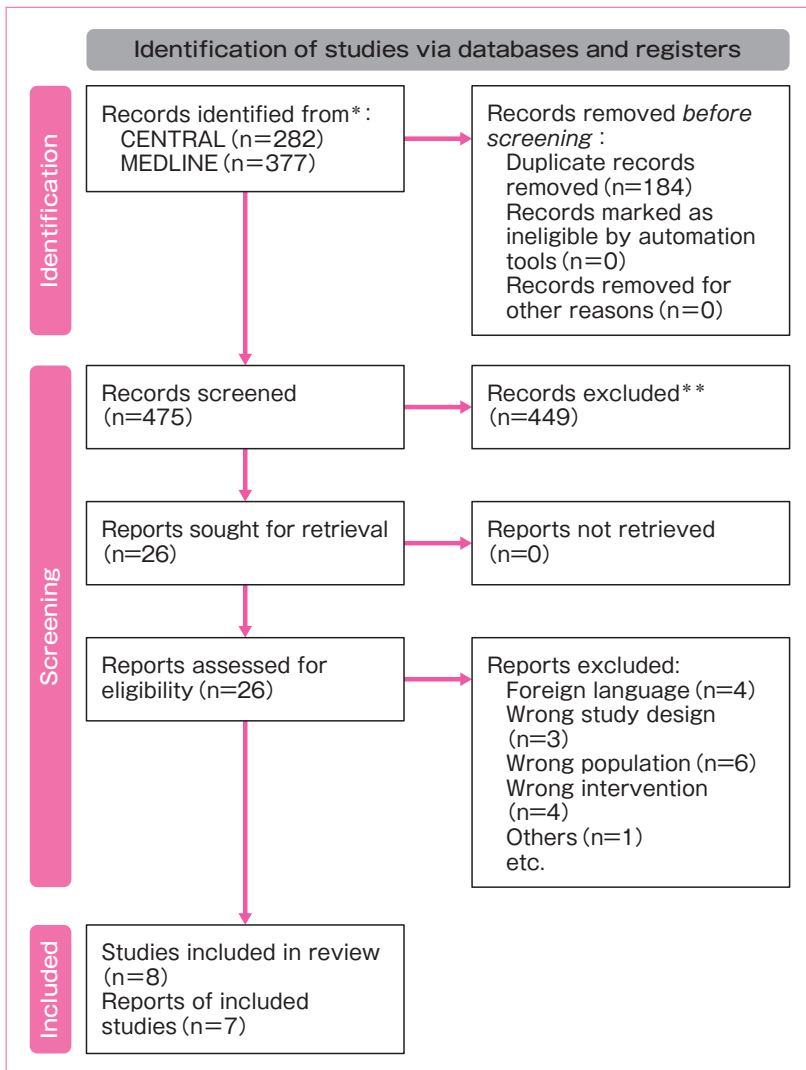 Identification of studies via databases and registers
Identification
Records identified from*:
CENTRAL (n=282)
MEDLINE (n=377)
Records removed before
screening :
Duplicate records
removed (n=184)
Records marked as
ineligible by automation
tools (n=0)
Records removed for
other reasons (n=0)
Screening
Records screened
(n=475)
Records excluded**
(n=449)
Reports sought for retrieval
(n=26)
Reports not retrieved
(n=0)
Reports assessed for
eligibility (n=26)
Reports excluded:
Foreign language (n=4)
Wrong study design
(n=3)
Wrong population (n=6)
Wrong intervention
(n=4)
Others (n=1)
etc.
Included
Studies included in review
(n=8)
Reports of included
studies (n=7)